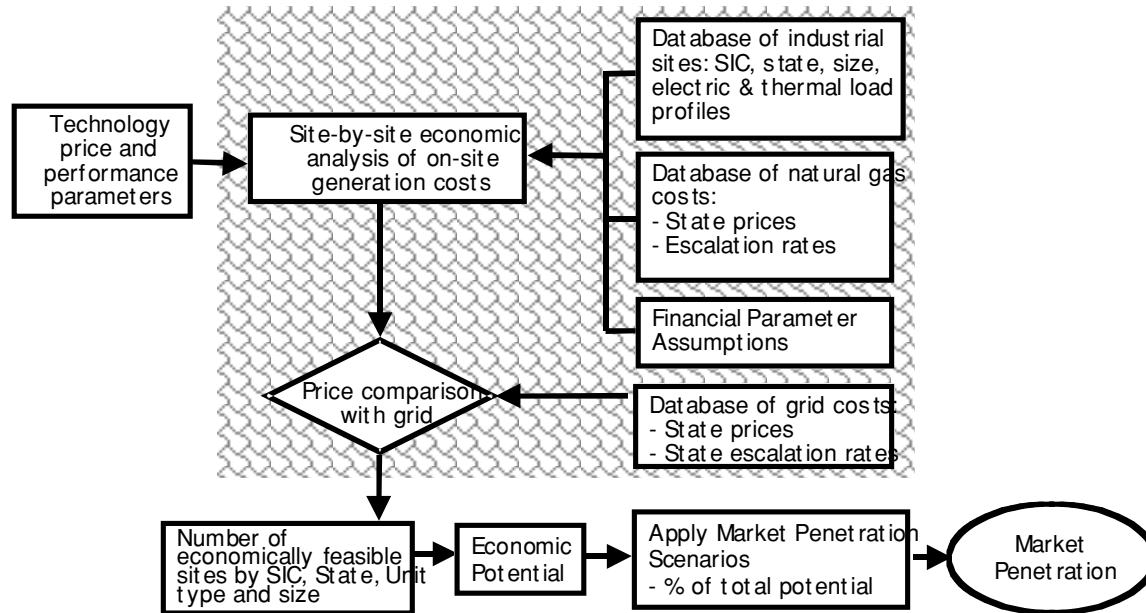 Technology
price and
performance
parameters
Site-by-site economic
analysis of on-site
generation costs
Database of industrial
sites: SIC, state, size,
electric & thermal load
profiles
Database of natural gas
costs:
- State prices
- Escalation rates
Financial Parameter
Assumptions
Price comparison
with grid
Database of grid costs:
- State prices
- State escalation rates
Number of
economically feasible
sites by SIC, State, Unit
type and size
Economic
Potential
Apply Market Penetration
Scenarios
- % of total potential
Market
Penetration